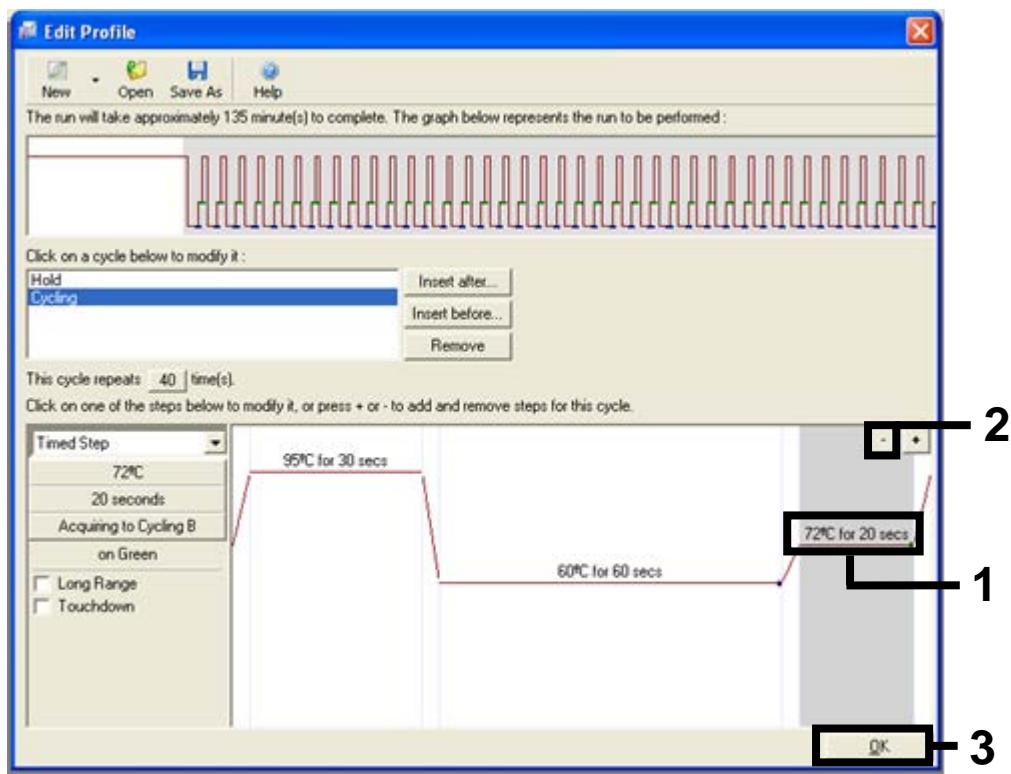 Edit Profile
New Open Save As Help
The run will take approximately 135 minute(s) to complete. The graph below represents the run to be performed :
Click on a cycle below to modify it :
Hold
Cycling
Insert after...
Insert before...
Remove
This cycle repeats 40 time(s).
Click on one of the steps below to modify it, or press + or - to add and remove steps for this cycle.
2
- +
Timed Step
72ºC
20 seconds
Acquiring to Cycling B
on Green
Long Range
Touchdown
95ºC for 30 secs
60ºC for 60 secs
72ºC for 20 secs
1
OK
3